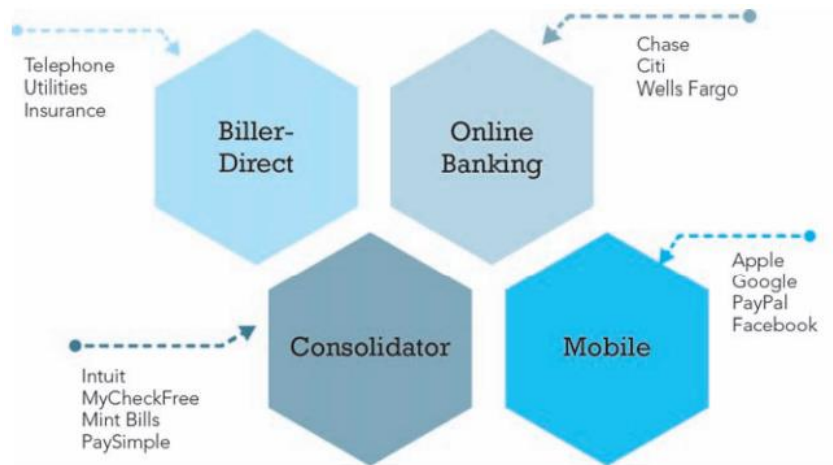 Telephone
Utilities
Insurance
Biller-
Direct
Online
Banking
Chase
Citi
Wells Fargo
Intuit
MyCheckFree
Mint Bills
PaySimple
Consolidator
Mobile
Apple
Google
PayPal
Facebook